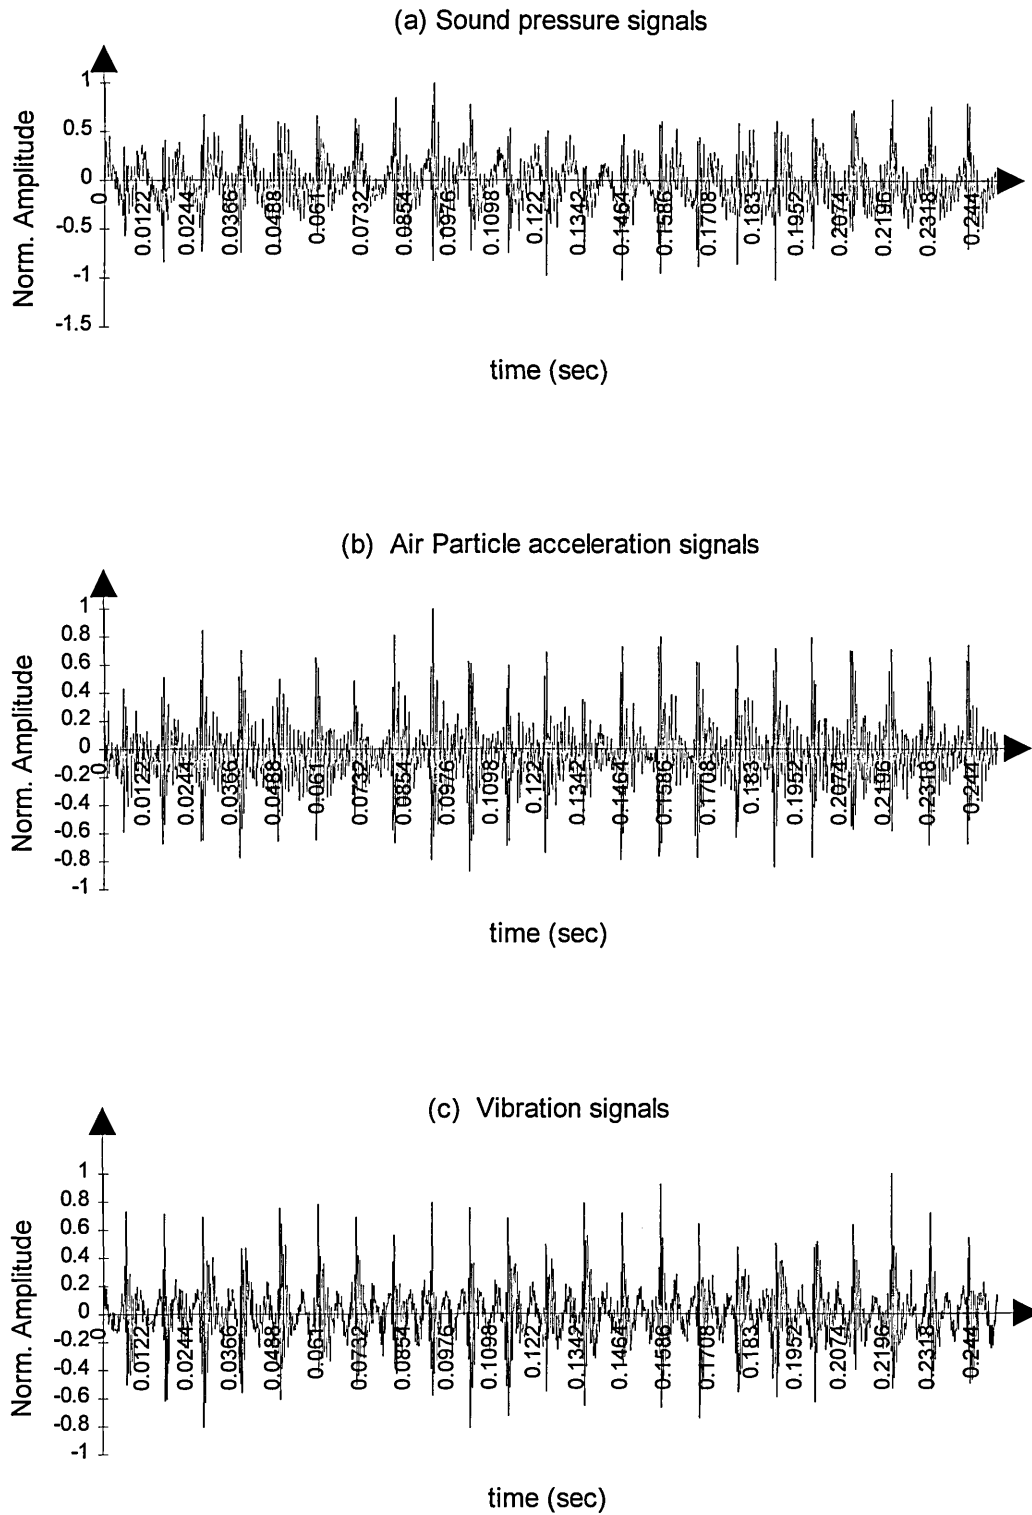 (a) Sound pressure signals
Norm. Amplitude
1
0.5
0
-0.5
-1
-1.5
0 0.0122 0.0244 0.0366 0.0488 0.061 0.0732 0.0854 0.0976 0.1098 0.122 0.1342 0.1464 0.1586 0.1708 0.183 0.1952 0.2074 0.2196 0.2318 0.244
time (sec)
(b) Air Particle acceleration signals
Norm. Amplitude
1
0.8
0.6
0.4
0.2
0
-0.2
-0.4
-0.6
-0.8
-1
0 0.0122 0.0244 0.0366 0.0488 0.061 0.0732 0.0854 0.0976 0.1098 0.122 0.1342 0.1464 0.1586 0.1708 0.183 0.1952 0.2074 0.2196 0.2318 0.244
time (sec)
(c) Vibration signals
Norm. Amplitude
1
0.8
0.6
0.4
0.2
0
-0.2
-0.4
-0.6
-0.8
-1
0 0.0122 0.0244 0.0366 0.0488 0.061 0.0732 0.0854 0.0976 0.1098 0.122 0.1342 0.1464 0.1586 0.1708 0.183 0.1952 0.2074 0.2196 0.2318 0.244
time (sec)